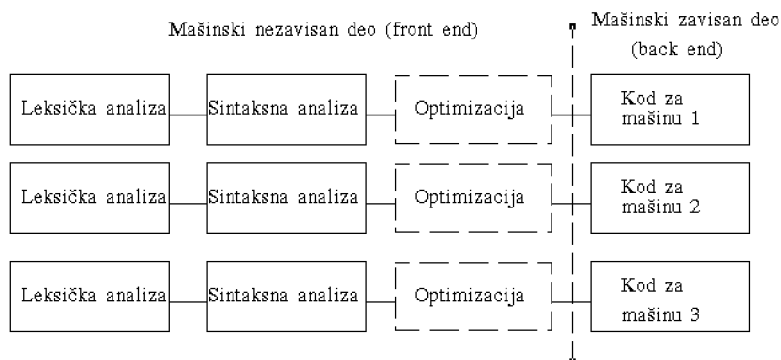 Mašinski nezavisan deo (front end)
Mašinski zavisan deo
(back end)
Leksička analiza
Sintaksna analiza
Optimizacija
Kod za
mašinu 1
Leksička analiza
Sintaksna analiza
Optimizacija
Kod za
mašinu 2
Leksička analiza
Sintaksna analiza
Optimizacija
Kod za
mašinu 3